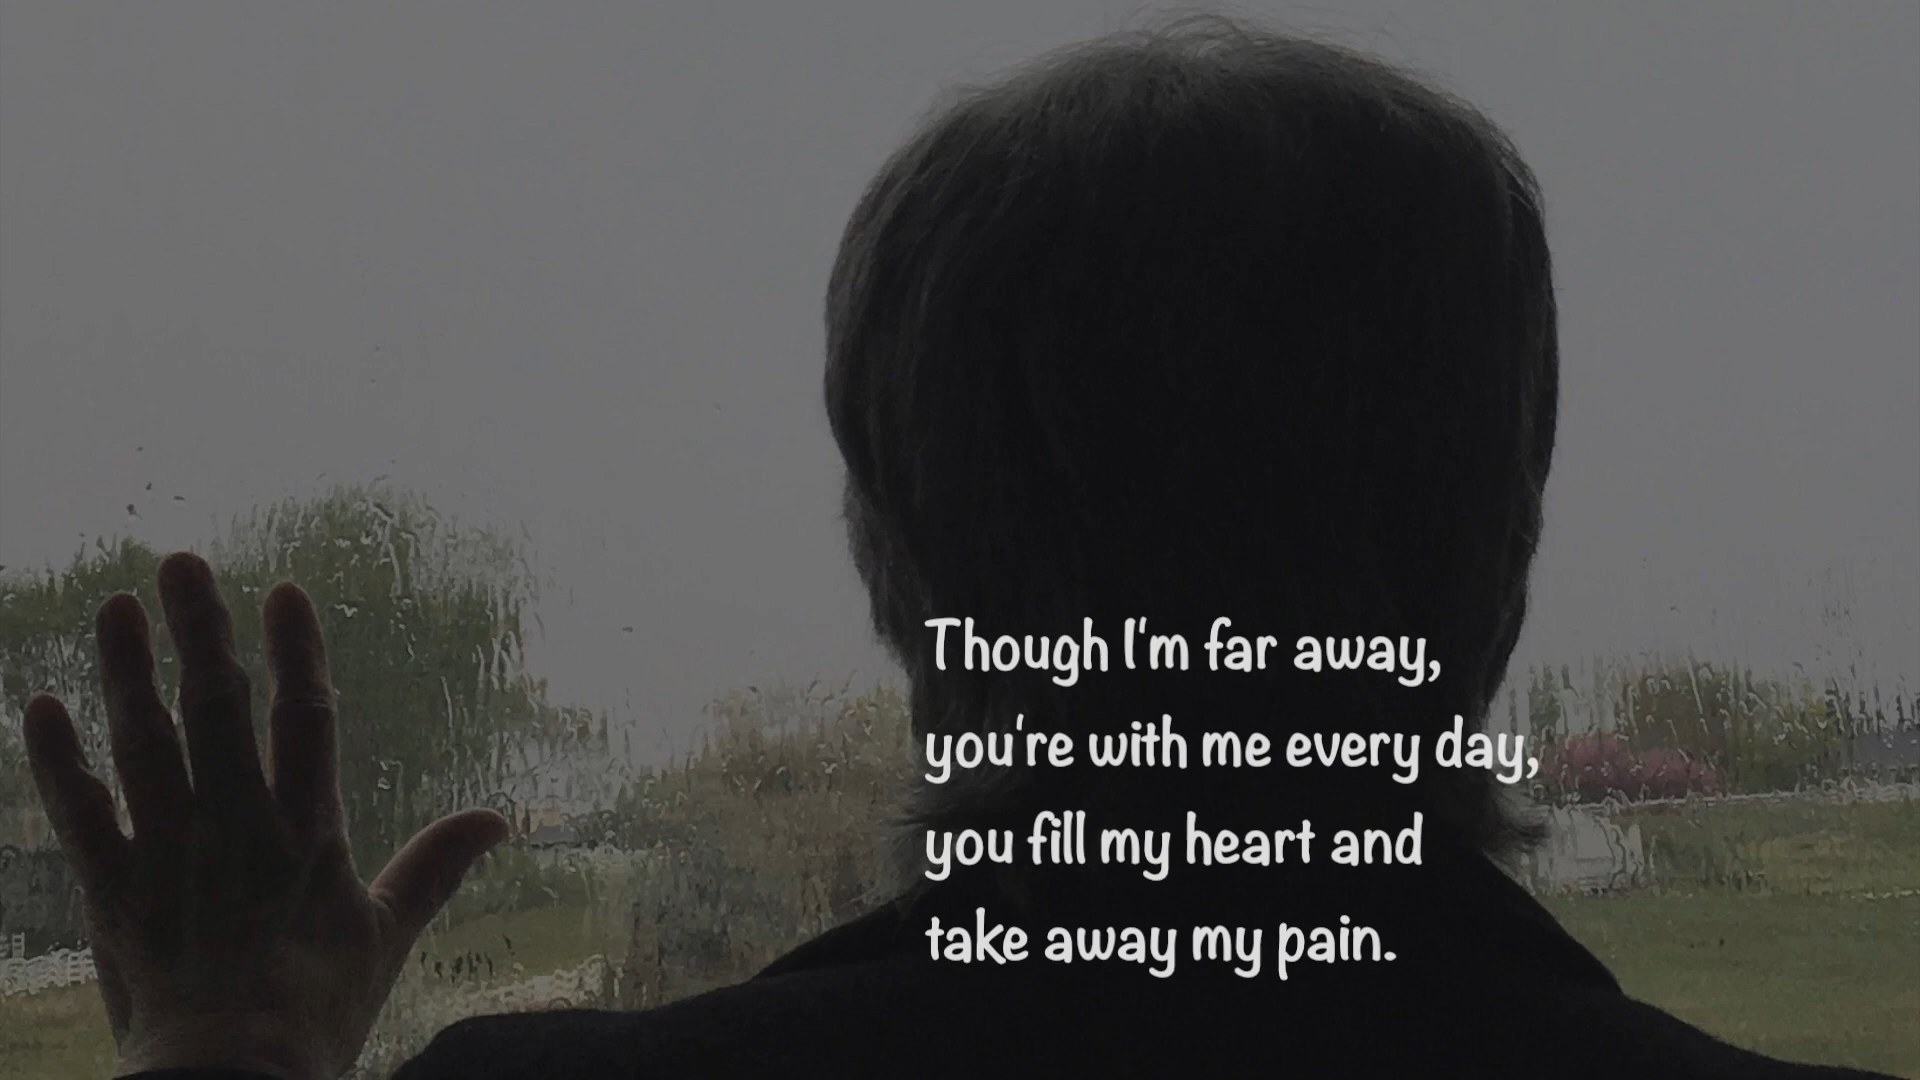 Though I'm far away,
you're with me every day,
you fill my heart and
take away my pain.